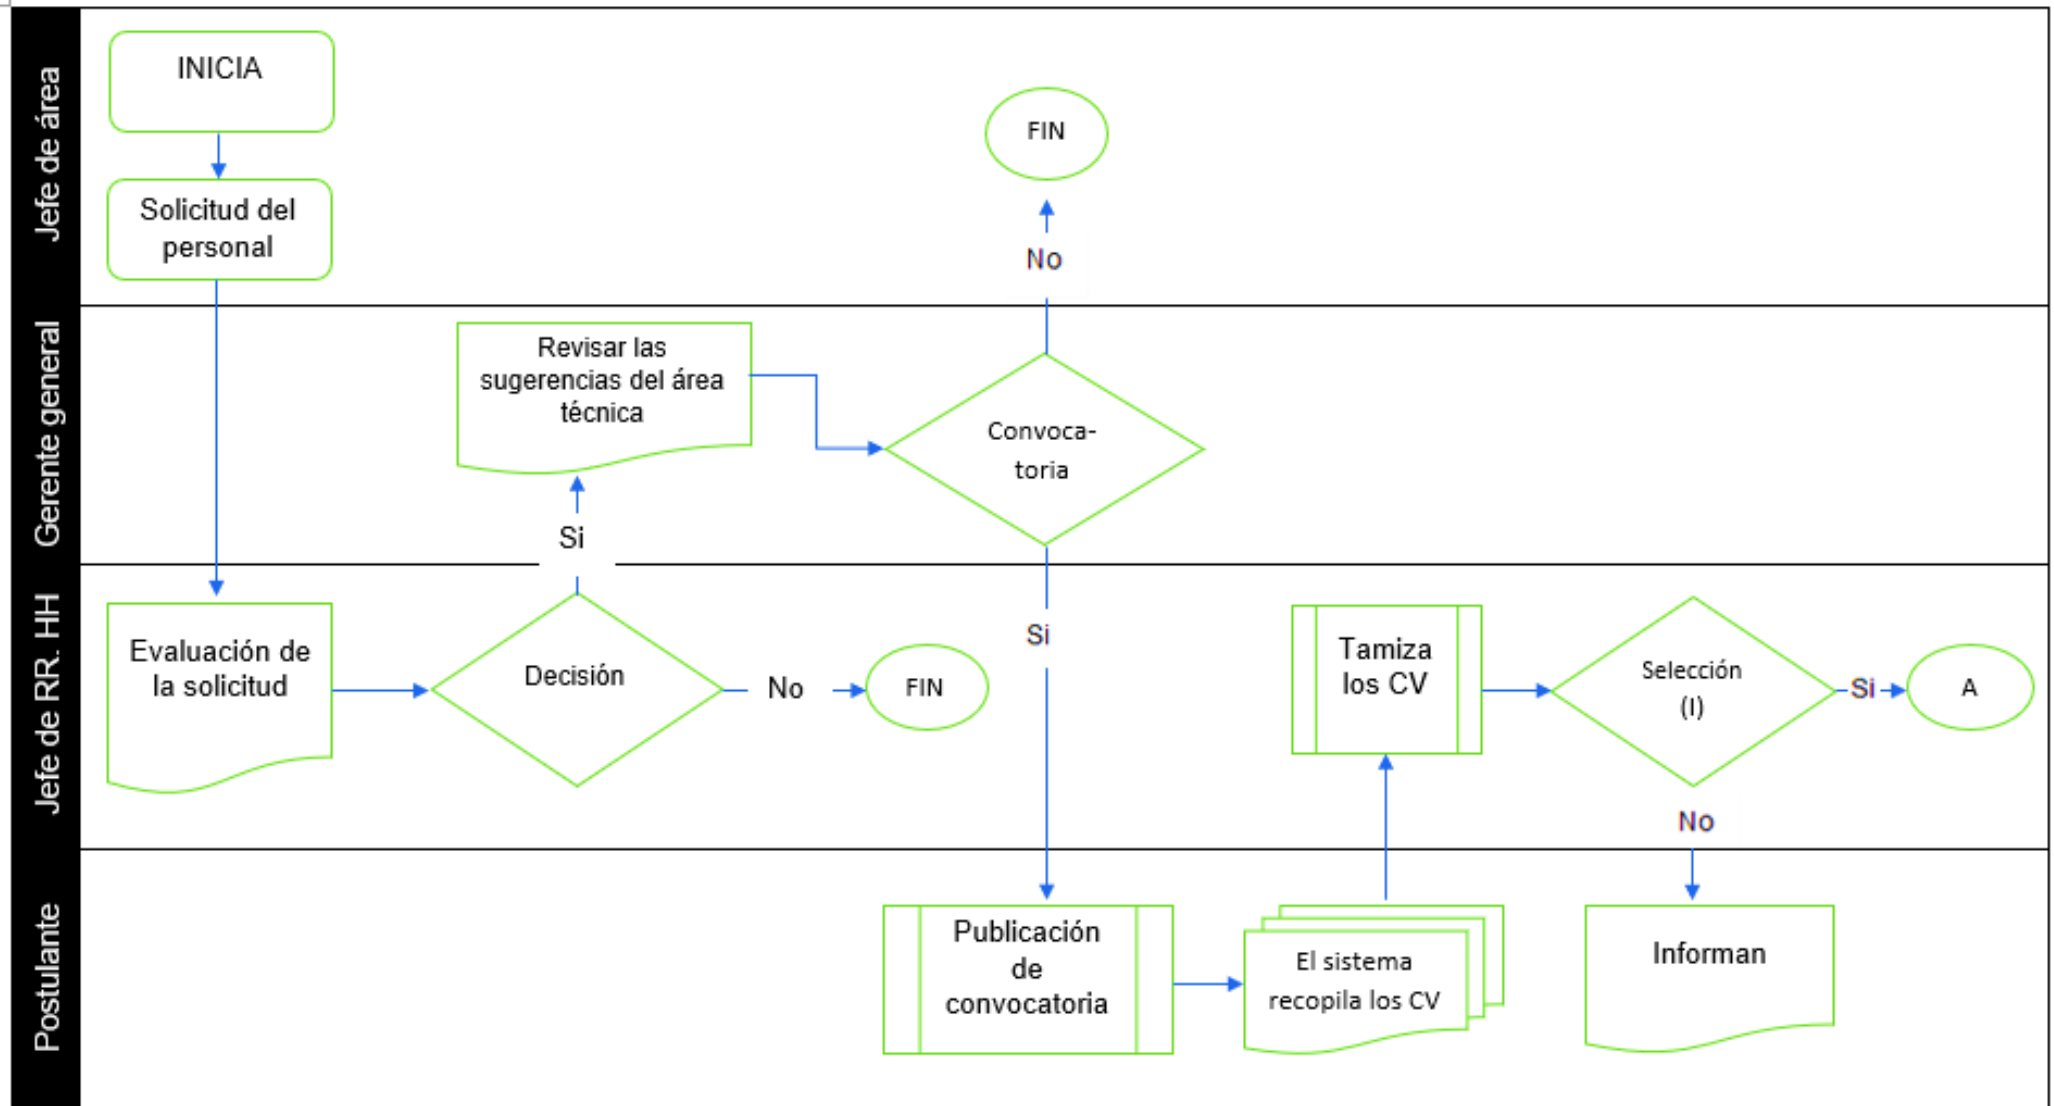 Jefe de área
INICIA
Solicitud del
personal
FIN
No
Gerente general
Revisar las
sugerencias del área
técnica
Convoca-
toria
Si
Jefe de RR. HH
Evaluación de
la solicitud
Decisión
No
FIN
Si
Tamiza
los CV
Selección
(I)
Si
A
No
Postulante
Publicación
de
convocatoria
El sistema
recopila los CV
Informan